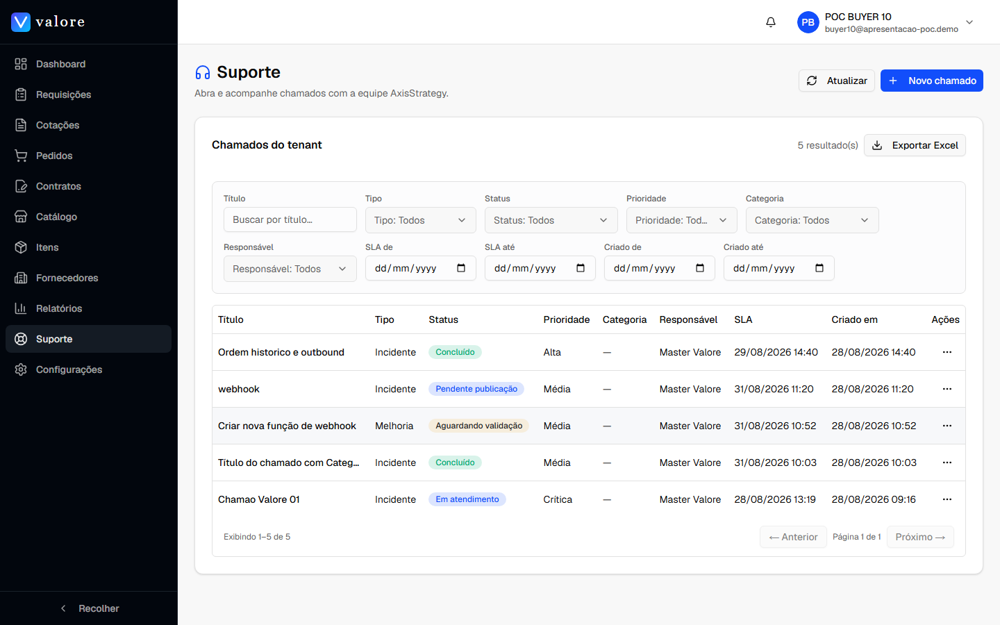 valore
POC BUYER 10
PB
buyer10@apresentacao-poc.demo
Dashboard
Requisições
Cotações
Pedidos
Contratos
Catálogo
Itens
Fornecedores
Relatórios
Suporte
Configurações
Recolher
Suporte
Abra e acompanhe chamados com a equipe AxisStrategy.
Atualizar
Novo chamado
Chamados do tenant
5 resultado(s)
Exportar Excel
Título Tipo Status Prioridade Categoria
Buscar por título... Tipo: Todos Status: Todos Prioridade: Tod... Categoria: Todos
Responsável SLA de SLA até Criado de Criado até
Responsável: Todos dd/mm/yyyy dd/mm/yyyy dd/mm/yyyy dd/mm/yyyy
Título Tipo Status Prioridade Categoria Responsável SLA Criado em Ações
Ordem historico e outbound Incidente Concluído Alta — Master Valore 29/08/2026 14:40 28/08/2026 14:40 ...
webhook Incidente Pendente publicação Média — Master Valore 31/08/2026 11:20 28/08/2026 11:20 ...
Criar nova função de webhook Melhoria Aguardando validação Média — Master Valore 31/08/2026 10:52 28/08/2026 10:52 ...
Título do chamado com Categ... Incidente Concluído Média — Master Valore 31/08/2026 10:03 28/08/2026 10:03 ...
Chamao Valore 01 Incidente Em atendimento Crítica — Master Valore 28/08/2026 13:19 28/08/2026 09:16 ...
Exibindo 1–5 de 5
← Anterior Página 1 de 1 Próximo →